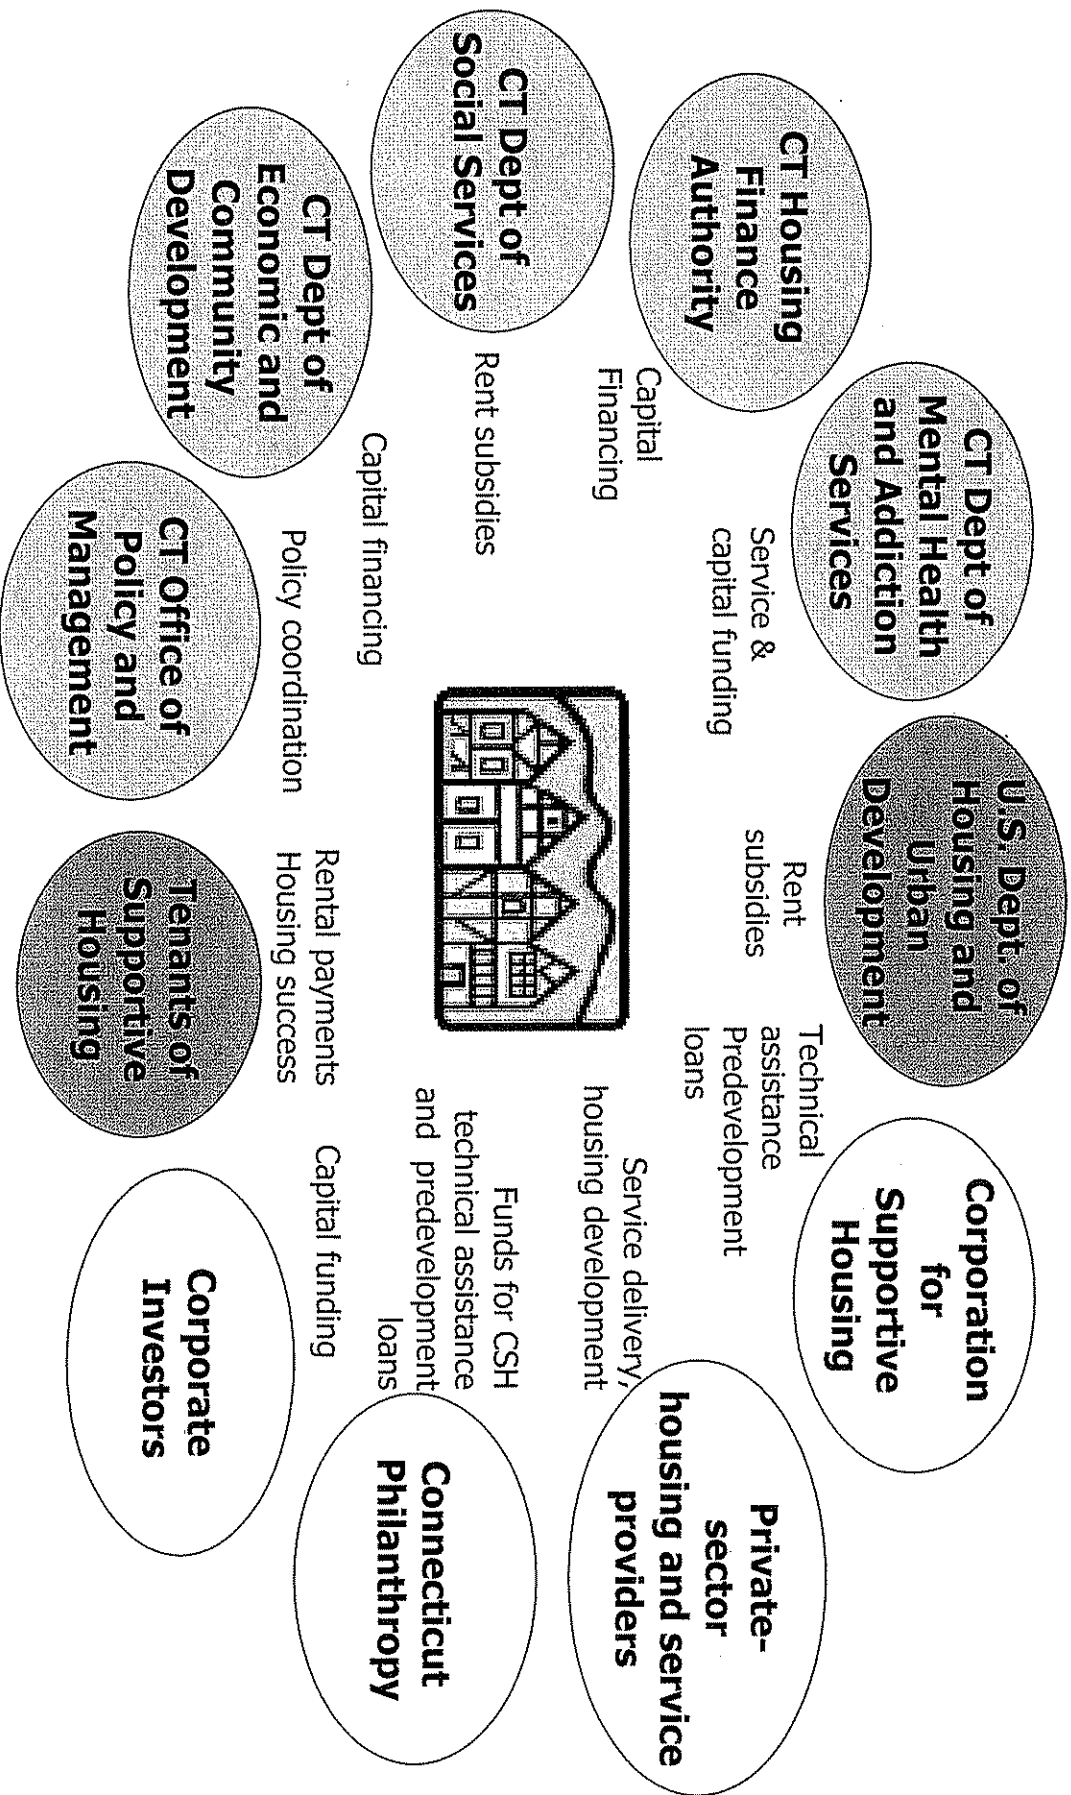 CT Dept of
Mental Health
and Addiction
Services
U.S. Dept. of
Housing and
Urban
Development
Corporation
for
Supportive
Housing
CT Housing
Finance
Authority
Private-
sector
housing and service
providers
CT Dept of
Social Services
Connecticut
Philanthropy
CT Dept of
Economic and
Community
Development
Corporate
Investors
CT Office of
Policy and
Management
Tenants of
Supportive
Housing
Service &
capital funding
Rent
subsidies
Technical
assistance
Predevelopment
loans
Capital
Financing
Service delivery,
housing development
Rent subsidies
Funds for CSH
technical assistance
and predevelopment
loans
Capital financing
Policy coordination
Rental payments
Housing success
Capital funding